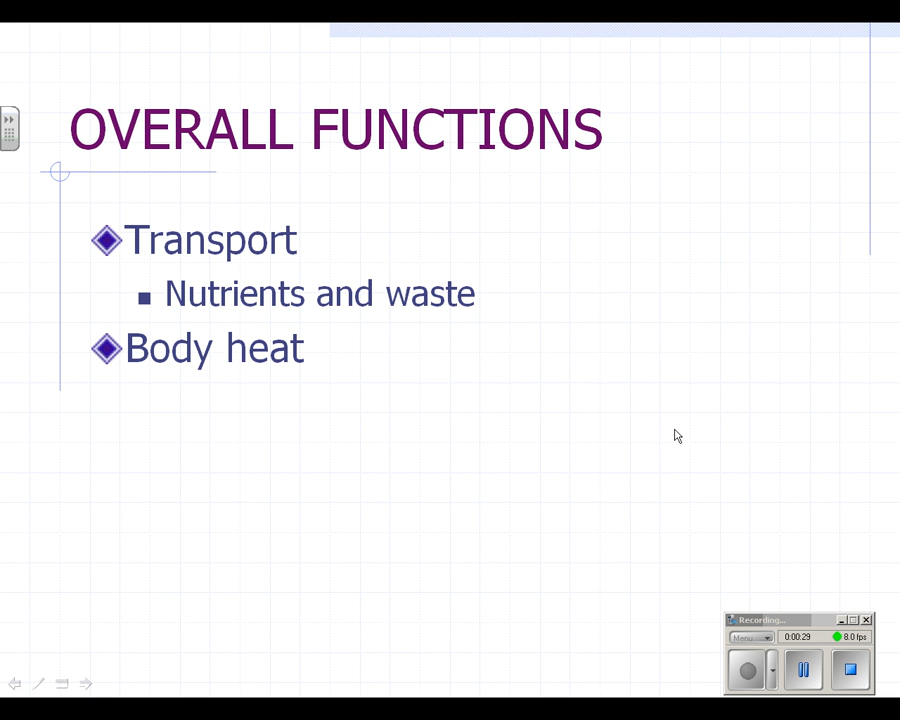 OVERALL FUNCTIONS
Transport
Nutrients and waste
Body heat
Recording...
Menu
0:00:29
8.0 fps